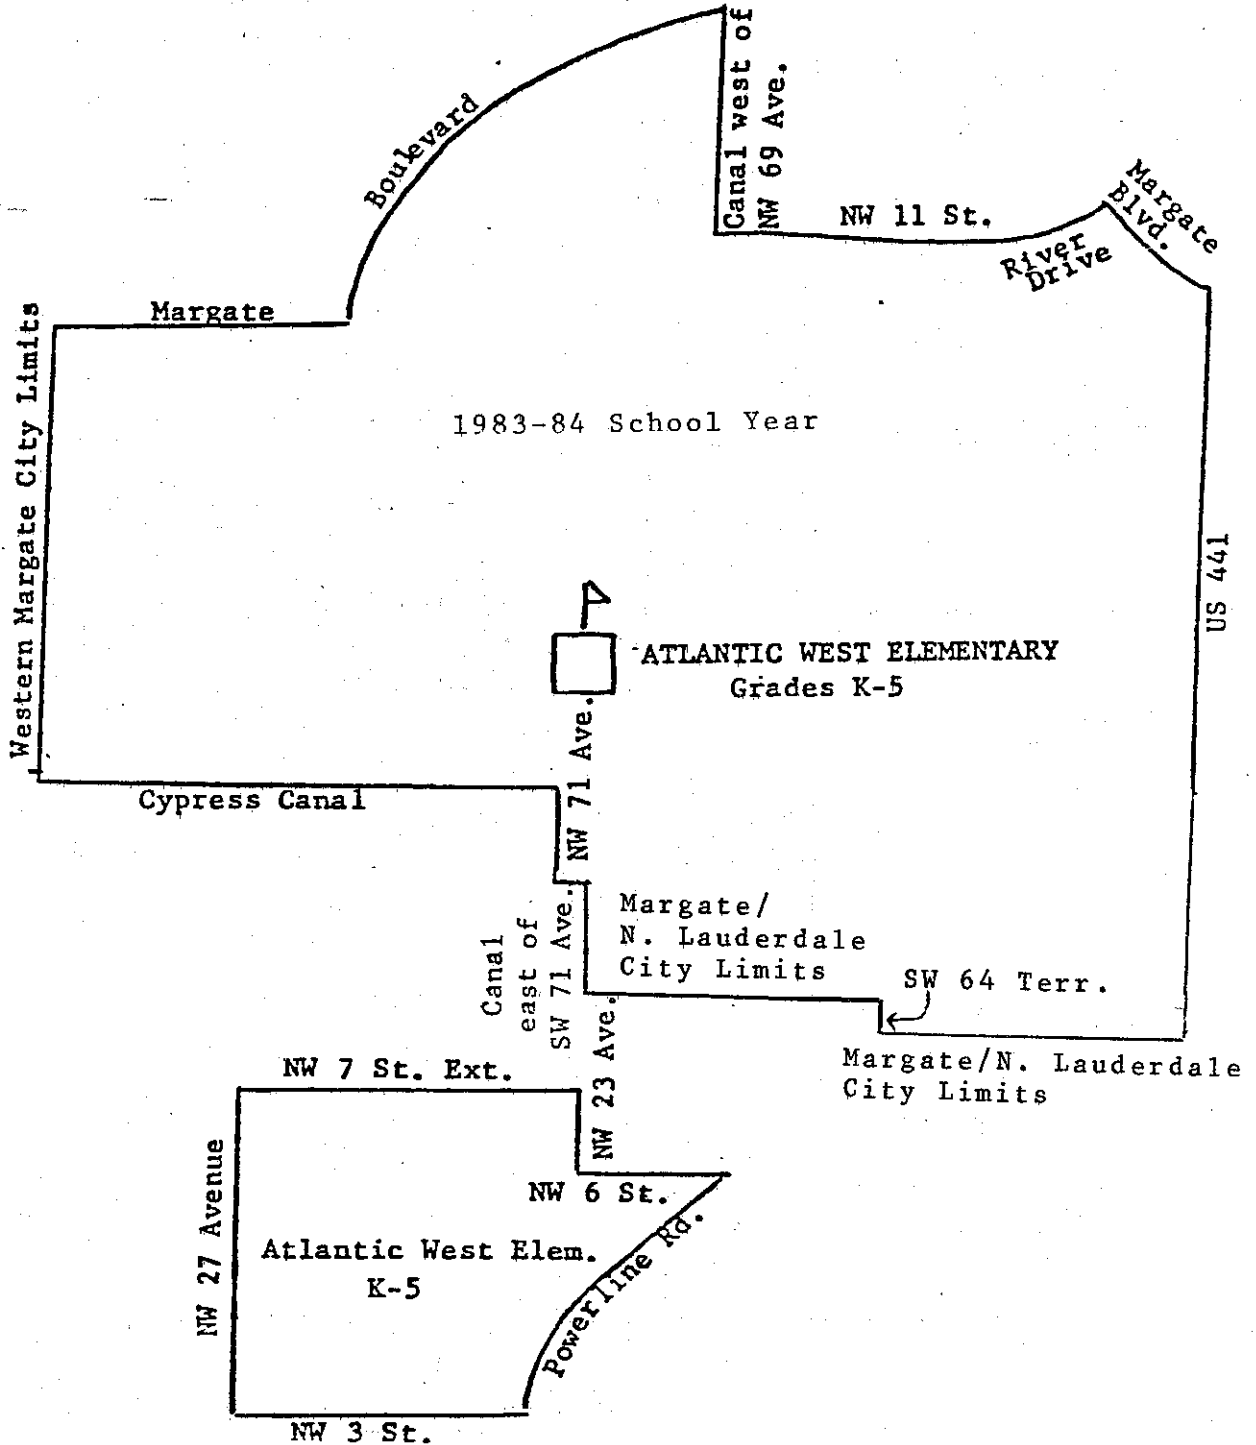 Canal west of
NW 69 Ave.
Boulevard
Margate
Blvd.
NW 11 St.
River
Drive
Margate
Western Margate City Limits
1983-84 School Year
US 441
ATLANTIC WEST ELEMENTARY
Grades K-5
NW 71 Ave.
Cypress Canal
Canal
east of
SW 71 Ave.
Margate/
N. Lauderdale
City Limits
SW 64 Terr.
Margate/N. Lauderdale
City Limits
NW 7 St. Ext.
NW 23 Ave.
NW 6 St.
NW 27 Avenue
Atlantic West Elem.
K-5
Powerline Rd.
NW 3 St.